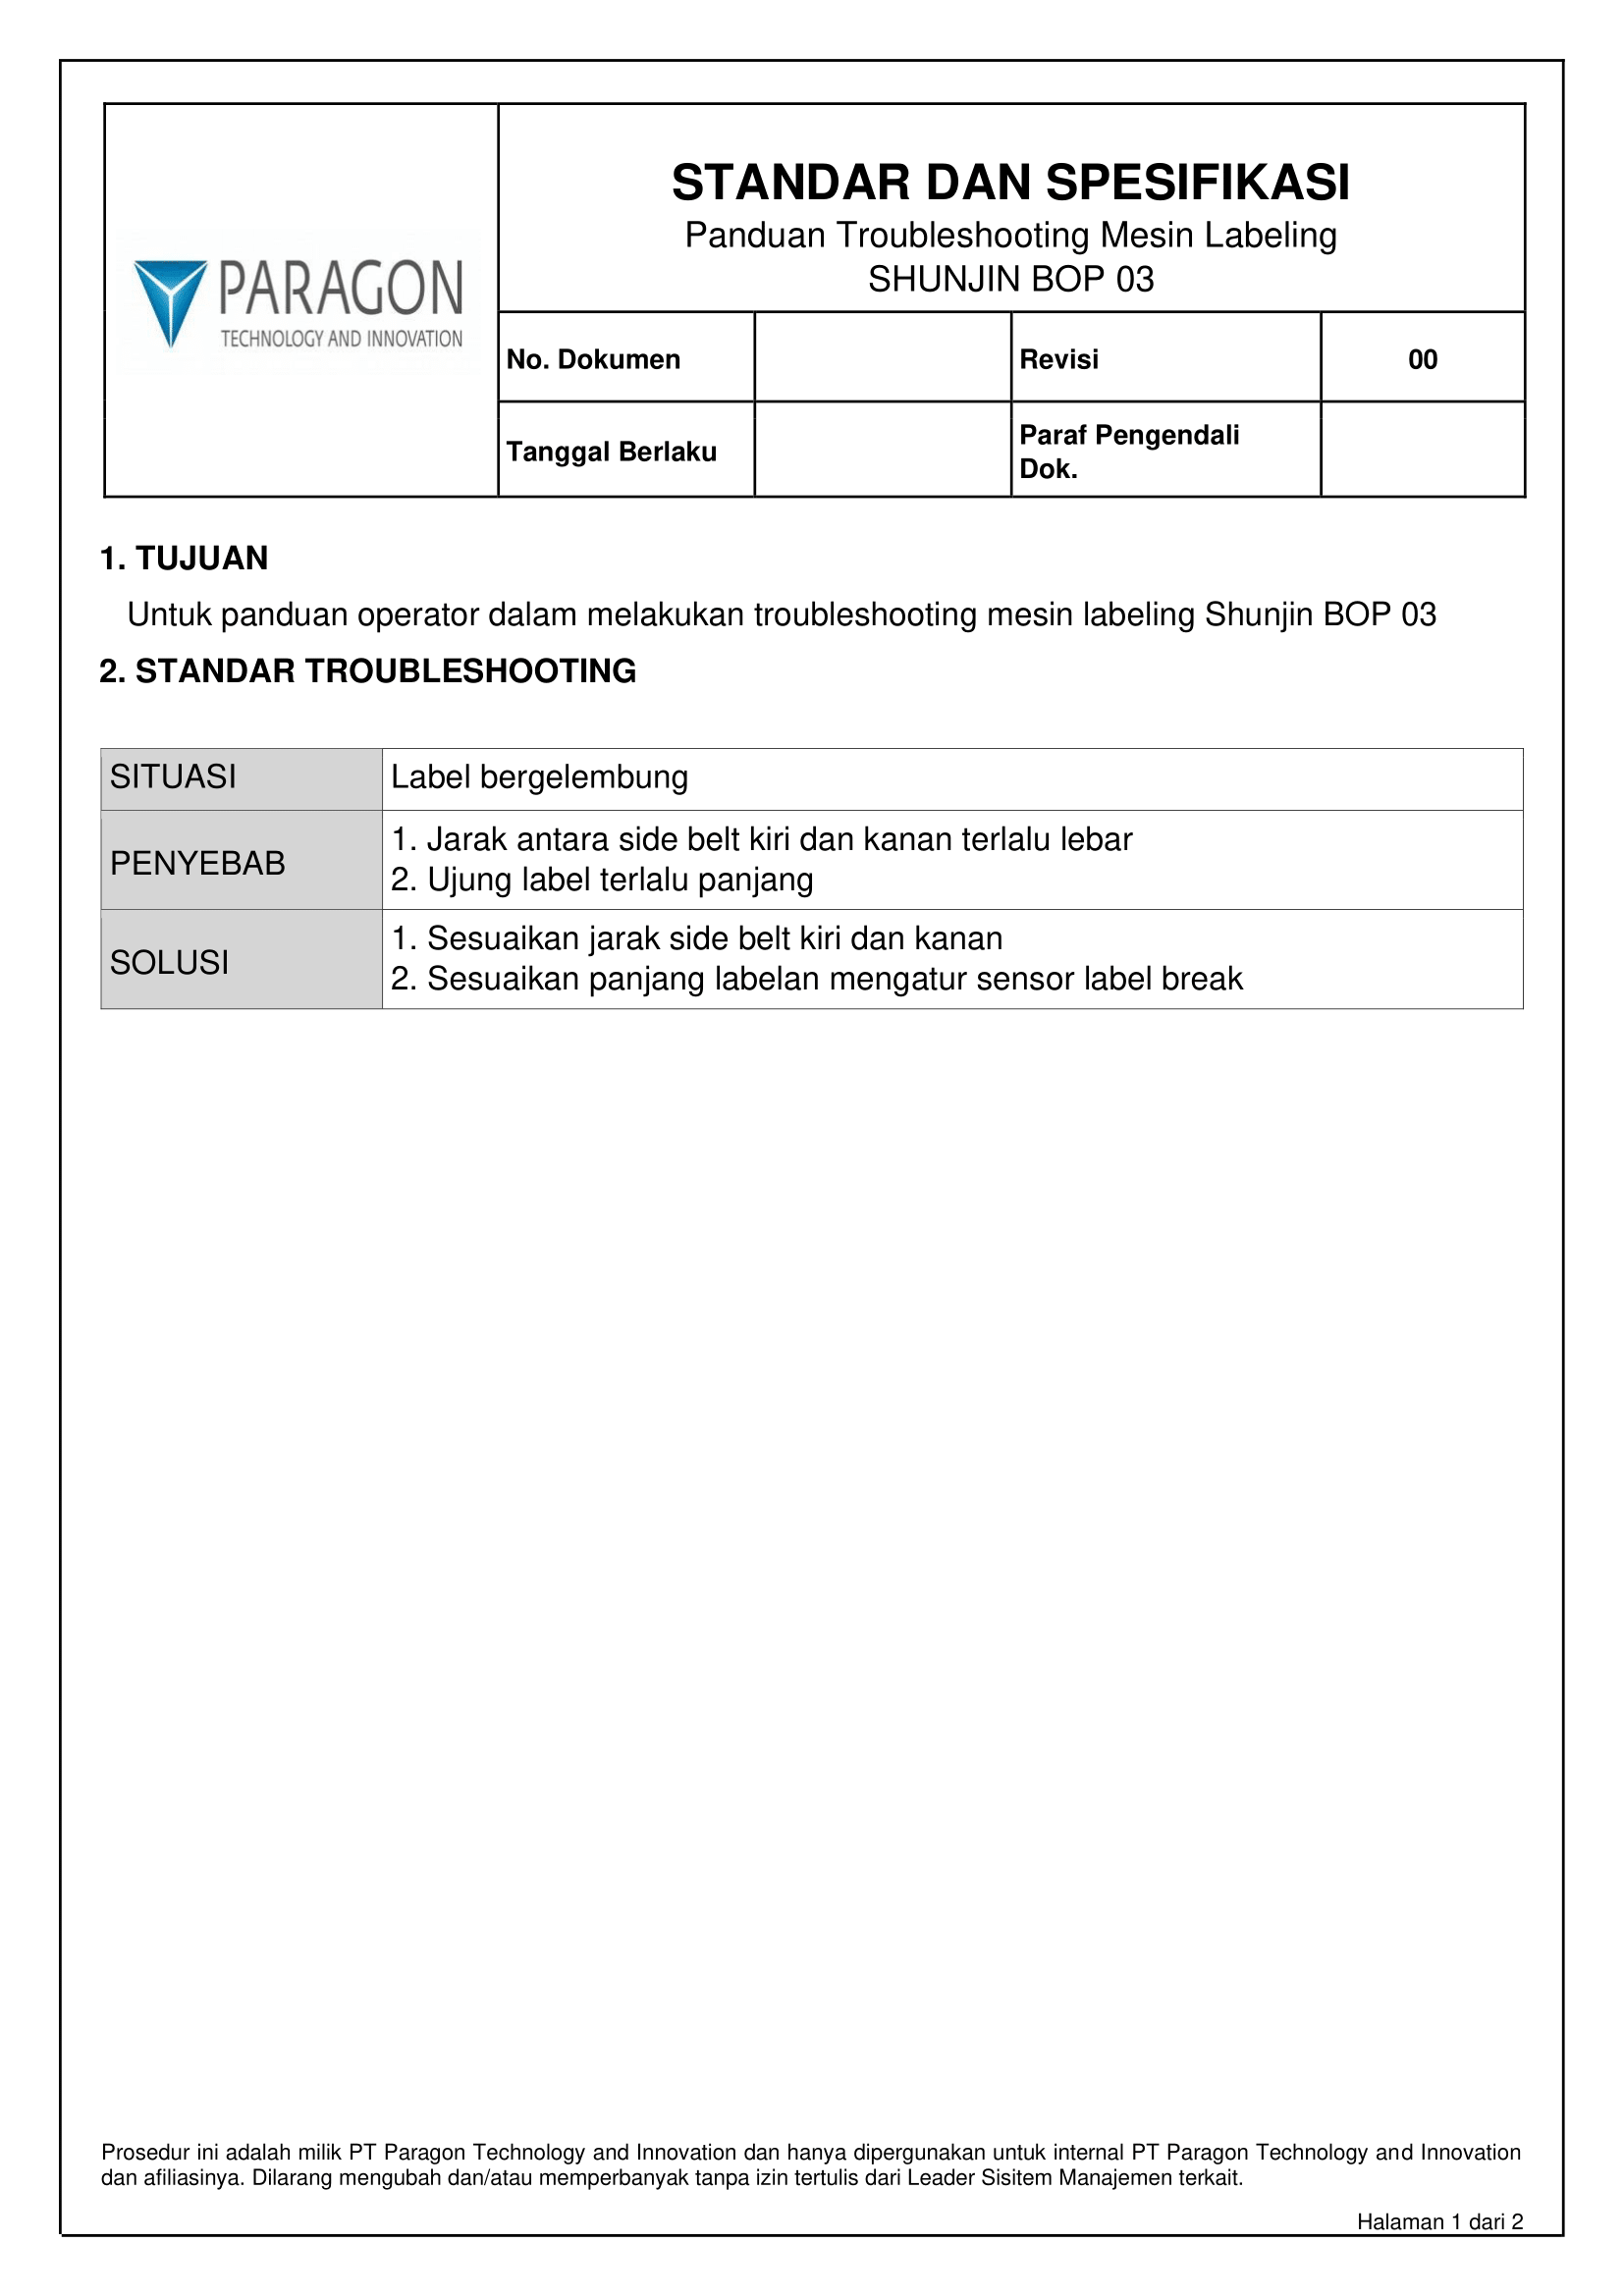 STANDAR DAN SPESIFIKASI
Panduan Troubleshooting Mesin Labeling
SHUNJIN BOP 03
PARAGON
TECHNOLOGY AND INNOVATION
No. Dokumen
Revisi
00
Tanggal Berlaku
Paraf Pengendali
Dok.
1. TUJUAN
Untuk panduan operator dalam melakukan troubleshooting mesin labeling Shunjin BOP 03
2. STANDAR TROUBLESHOOTING
SITUASI
Label bergelembung
PENYEBAB
1. Jarak antara side belt kiri dan kanan terlalu lebar
2. Ujung label terlalu panjang
SOLUSI
1. Sesuaikan jarak side belt kiri dan kanan
2. Sesuaikan panjang labelan mengatur sensor label break
Prosedur ini adalah milik PT Paragon Technology and Innovation dan hanya dipergunakan untuk internal PT Paragon Technology and Innovation
dan afiliasinya. Dilarang mengubah dan/atau memperbanyak tanpa izin tertulis dari Leader Sisitem Manajemen terkait.
Halaman 1 dari 2